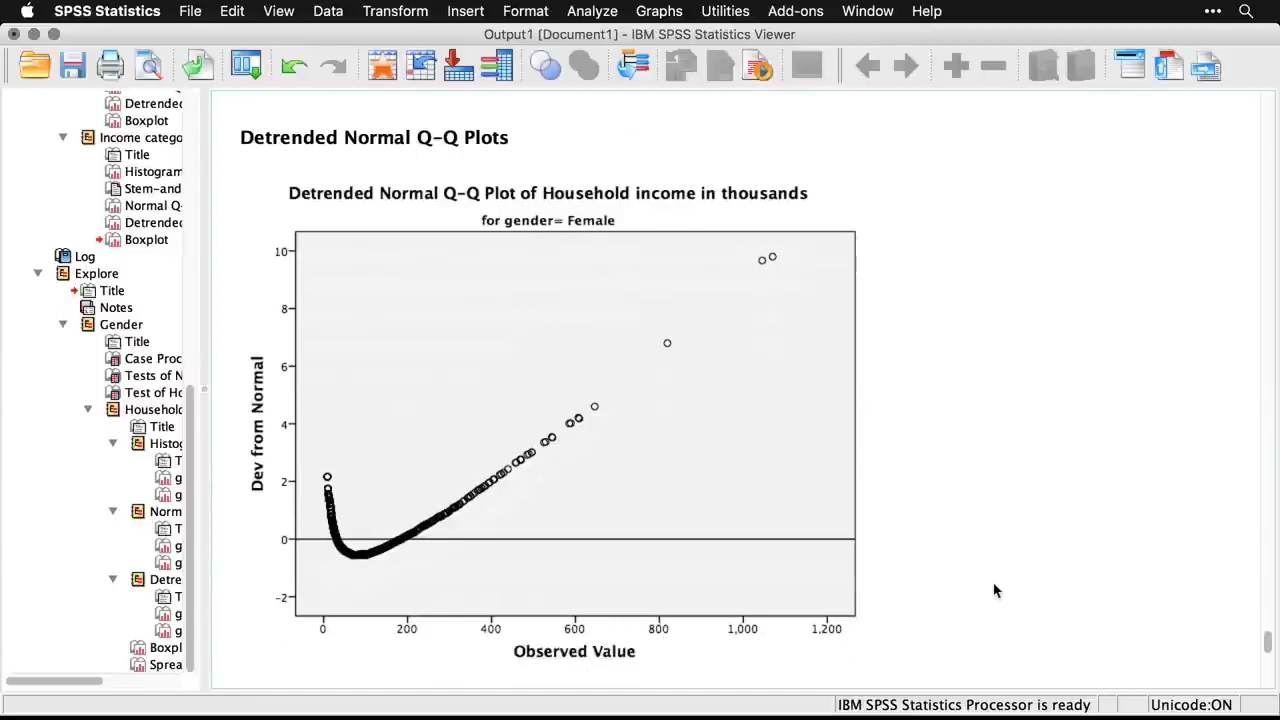 SPSS Statistics File Edit View Data Transform Insert Format Analyze Graphs Utilities Add-ons Window Help
Output1 [Document1] - IBM SPSS Statistics Viewer
Detrended
Boxplot
Income catego
Title
Histogram
Stem-and
Normal Q-
Detrended
Boxplot
Log
Explore
Title
Notes
Gender
Title
Case Proc
Tests of N
Test of Ho
Household
Title
Histog
T
g
g
Norm
T
g
g
Detre
T
g
g
Boxpl
Sprea
Detrended Normal Q-Q Plots
Detrended Normal Q-Q Plot of Household income in thousands
for gender= Female
Dev from Normal
10
8
6
4
2
0
-2
0 200 400 600 800 1,000 1,200
Observed Value
IBM SPSS Statistics Processor is ready Unicode:ON